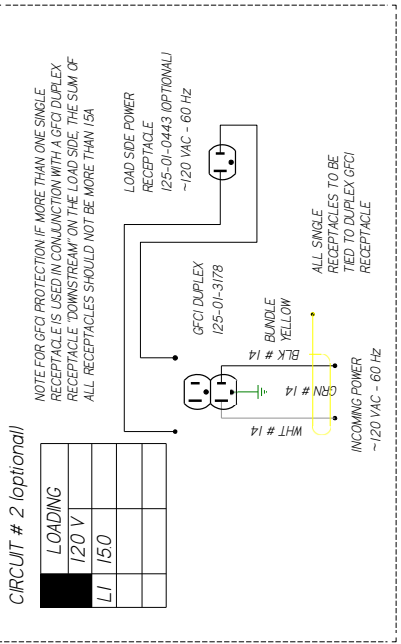 CIRCUIT # 2 (optional)
LOADING
120 V
L1 15.0
NOTE FOR GFCI PROTECTION IF MORE THAN ONE SINGLE
RECEPTACLE IS USED IN CONJUNCTION WITH A GFCI DUPLEX
RECEPTACLE "DOWNSTREAM" ON THE LOAD SIDE, THE SUM OF
ALL RECEPTACLES SHOULD NOT BE MORE THAN 15A
LOAD SIDE POWER
RECEPTACLE
125-01-0443 (OPTIONAL)
~120 VAC - 60 Hz
GFCI DUPLEX
125-01-3178
WHT # 14
GRN # 14
BLK # 14
BUNDLE
YELLOW
ALL SINGLE
RECEPTACLES TO BE
TIED TO DUPLEX GFCI
RECEPTACLE
INCOMING POWER
~120 VAC - 60 Hz